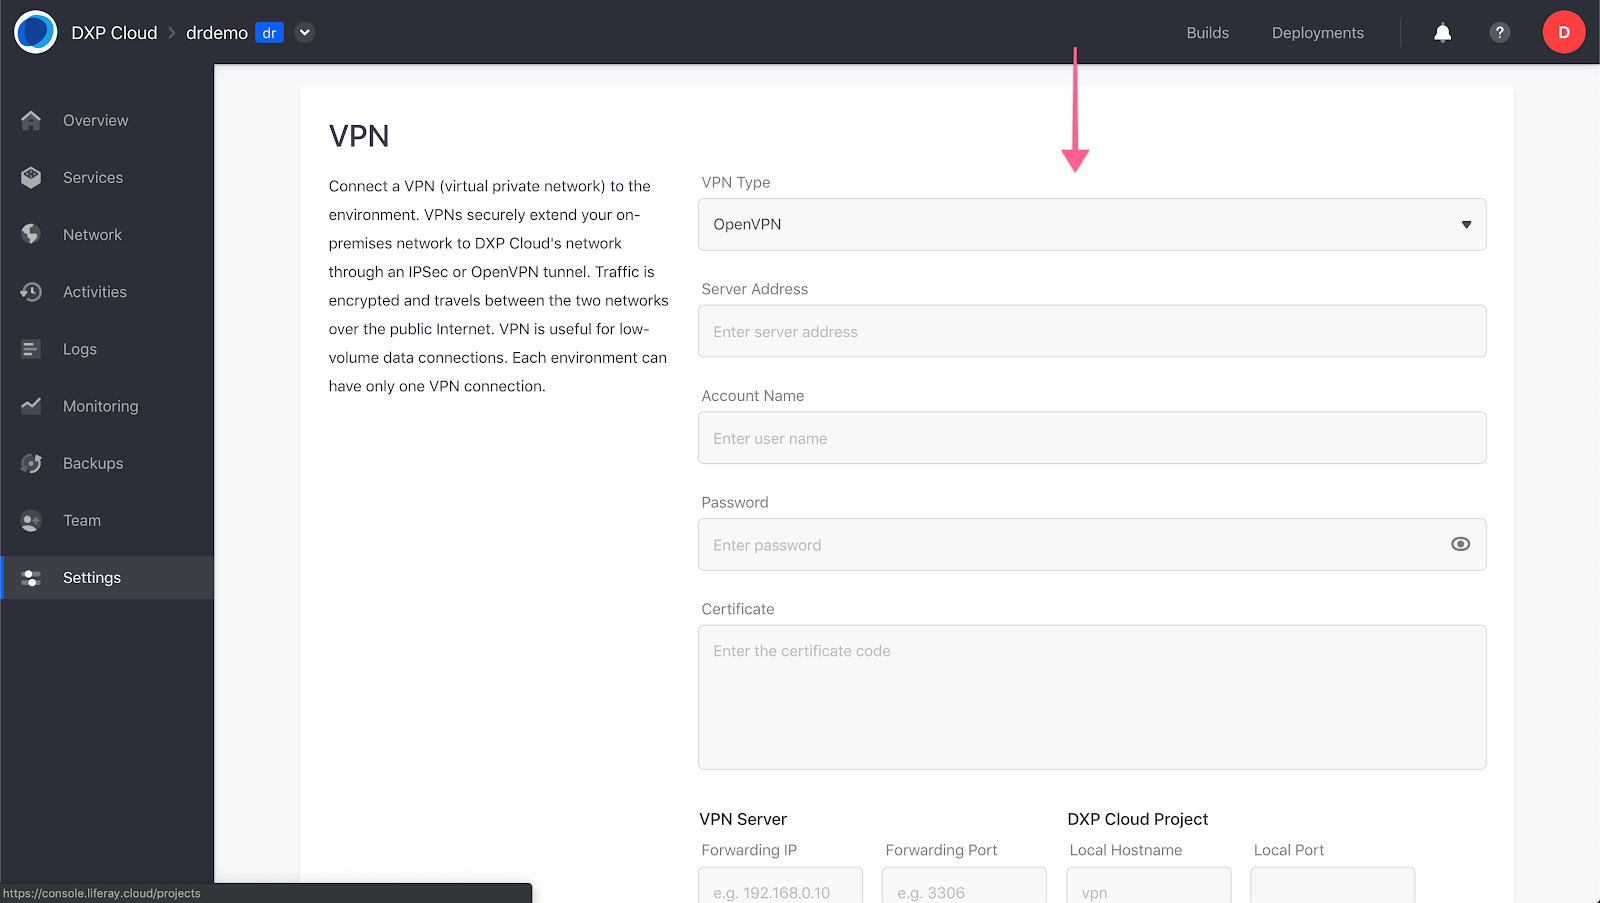 DXP Cloud > drdemo dr
Builds
Deployments
?
D
Overview
Services
Network
Activities
Logs
Monitoring
Backups
Team
Settings
VPN
Connect a VPN (virtual private network) to the
environment. VPNs securely extend your on-
premises network to DXP Cloud's network
through an IPSec or OpenVPN tunnel. Traffic is
encrypted and travels between the two networks
over the public Internet. VPN is useful for low-
volume data connections. Each environment can
have only one VPN connection.
VPN Type
OpenVPN
Server Address
Enter server address
Account Name
Enter user name
Password
Enter password
Certificate
Enter the certificate code
VPN Server
DXP Cloud Project
Forwarding IP
Forwarding Port
Local Hostname
Local Port
e.g. 192.168.0.10
e.g. 3306
vpn
https://console.liferay.cloud/projects